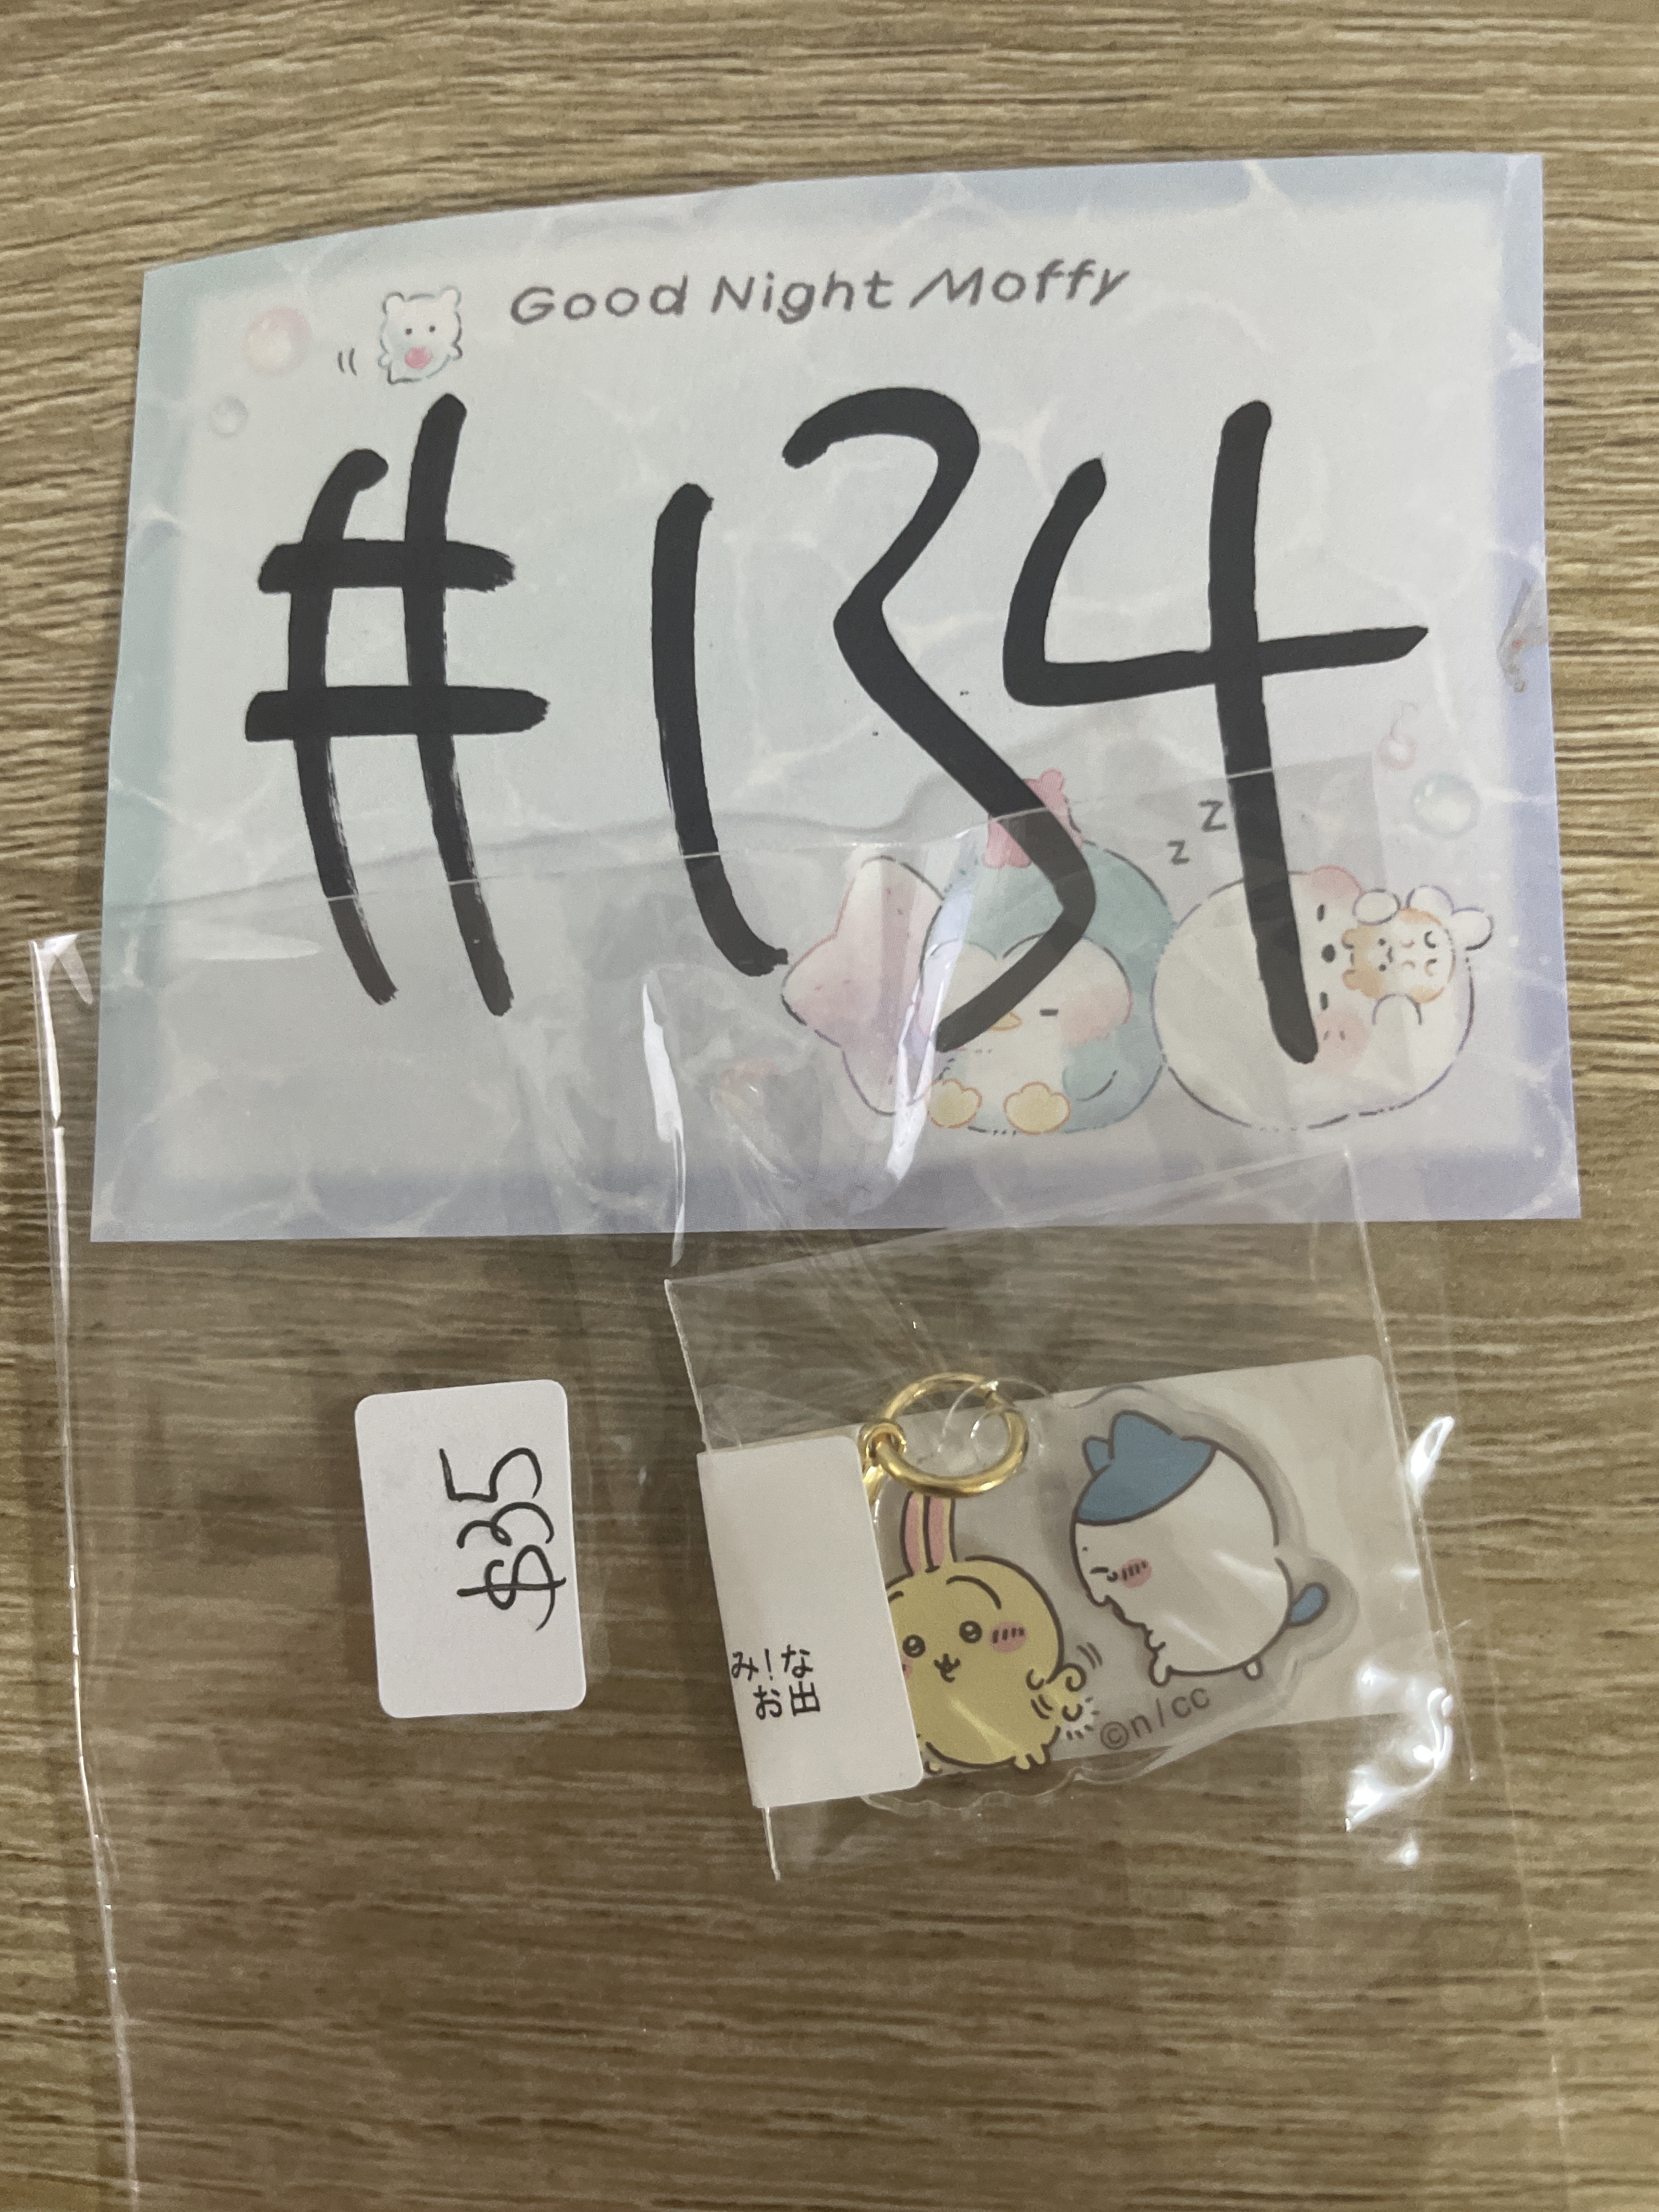 Good Night Moffy
#134
z
z
$35
み!な
お出
©n/cc